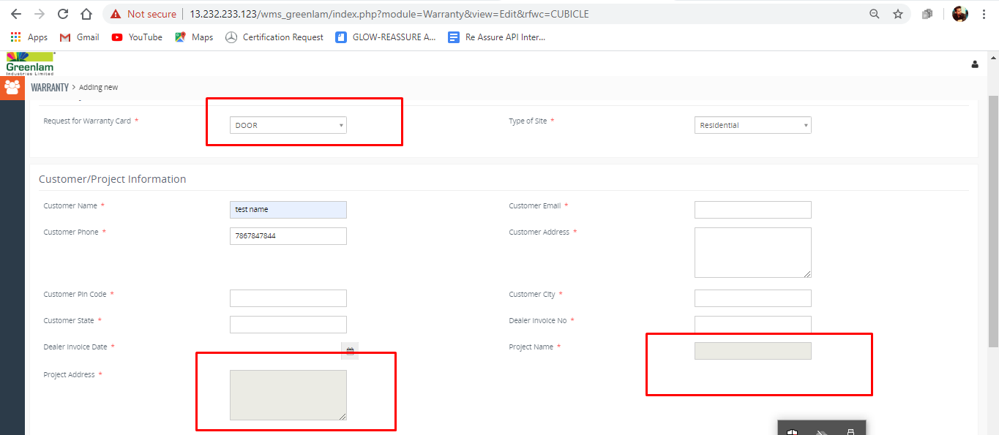 Not secure 13.232.233.123/wms_greenlam/index.php?module=Warranty&view=Edit&rfwc=CUBICLE
Apps Gmail YouTube Maps Certification Request GLOW-REASSURE A... Re Assure API Inter...
Greenlam
Industries Limited
WARRANTY > Adding new
Request for Warranty Card * DOOR Type of Site * Residential
Customer/Project Information
Customer Name * test name Customer Email *
Customer Phone * 7867847844 Customer Address *
Customer Pin Code * Customer City *
Customer State * Dealer Invoice No *
Dealer Invoice Date * Project Name *
Project Address *